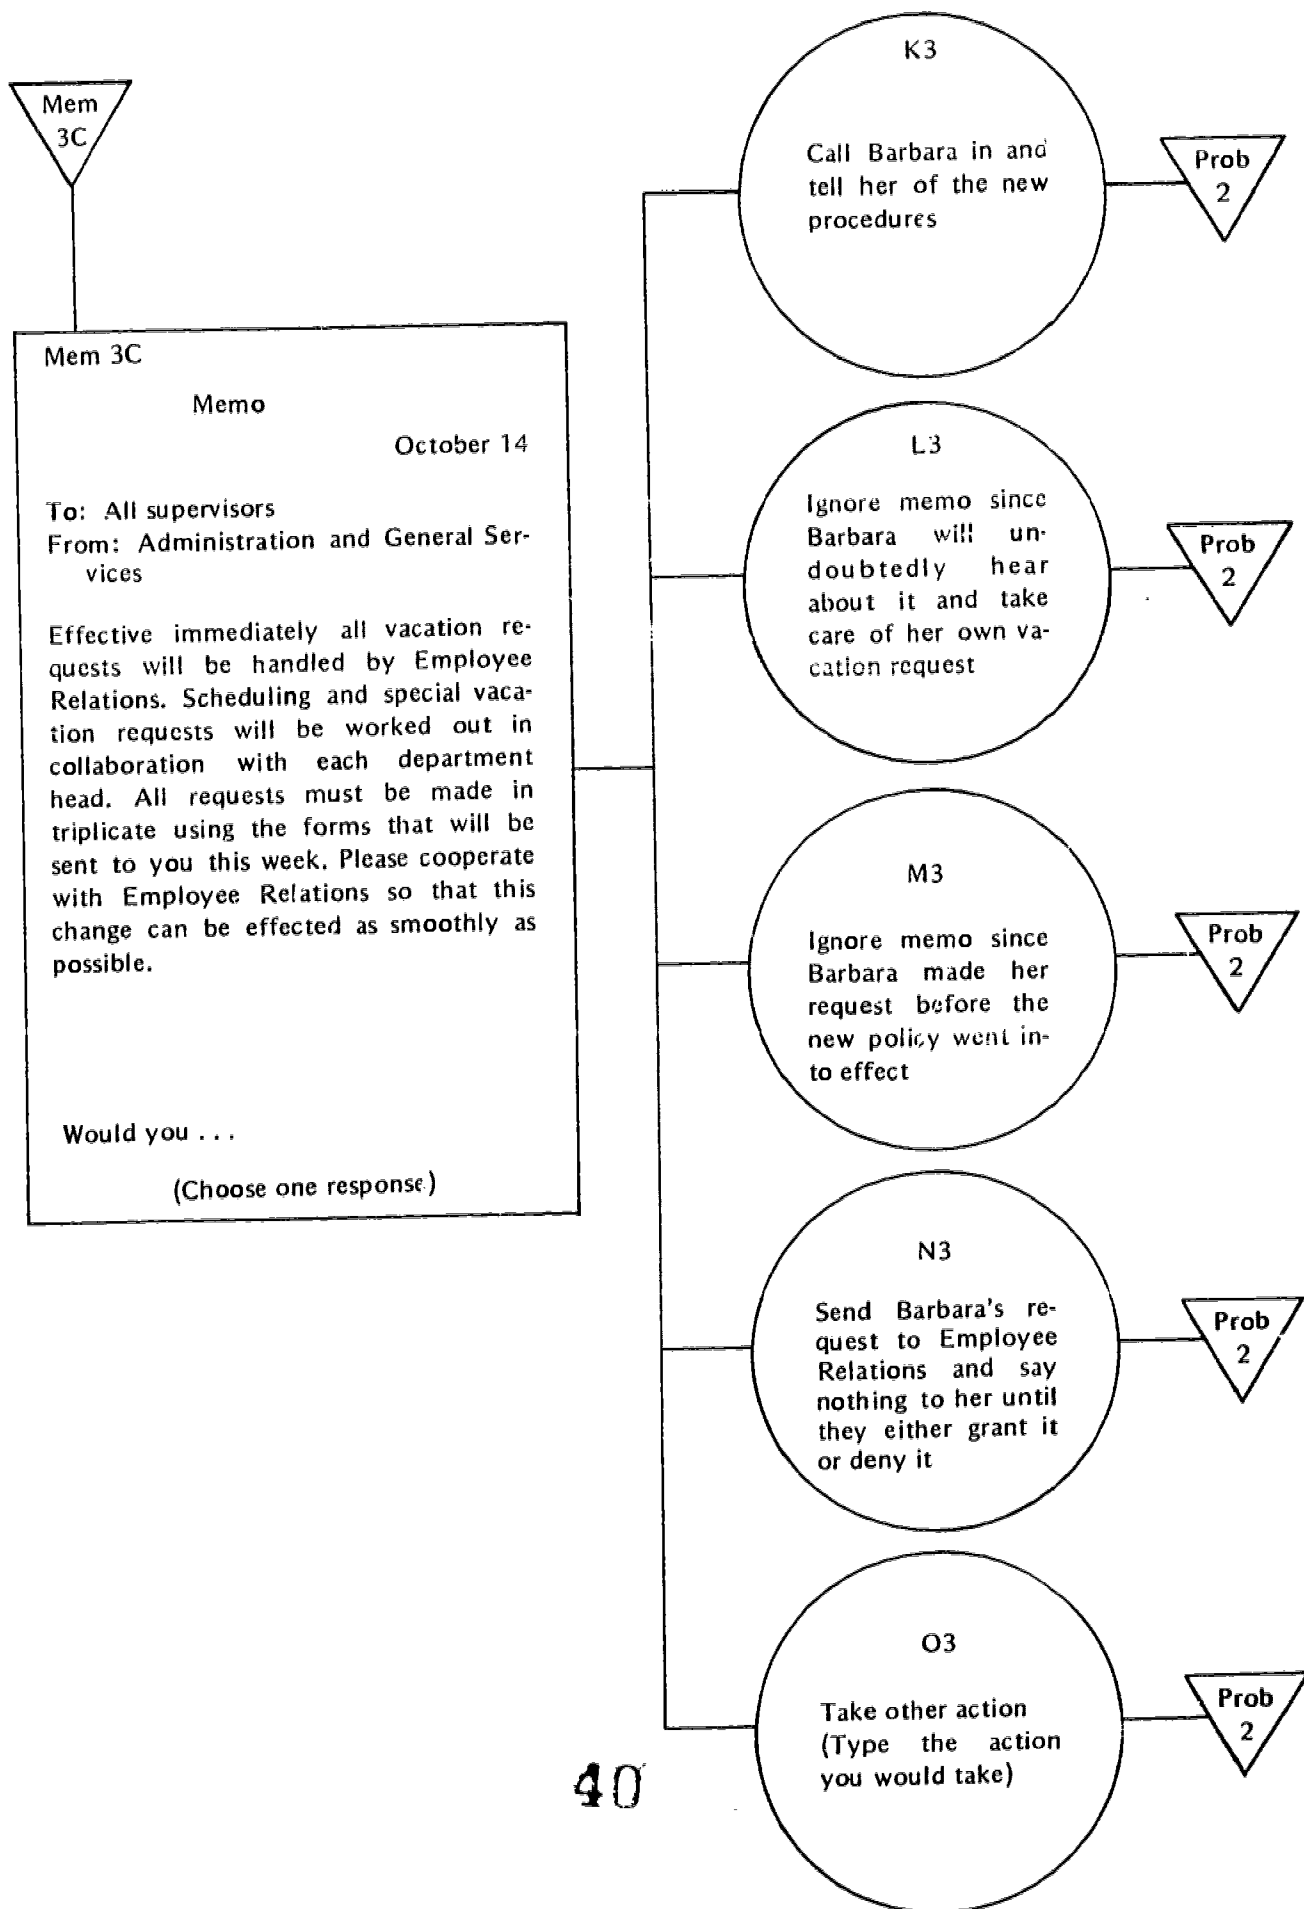 Mem
3C
Mem 3C
Memo
October 14
To: All supervisors
From: Administration and General Ser-
vices
Effective immediately all vacation re-
quests will be handled by Employee
Relations. Scheduling and special vaca-
tion requests will be worked out in
collaboration with each department
head. All requests must be made in
triplicate using the forms that will be
sent to you this week. Please cooperate
with Employee Relations so that this
change can be effected as smoothly as
possible.
Would you ...
(Choose one response.)
K3
Call Barbara in and
tell her of the new
procedures
Prob
2
L3
Ignore memo since
Barbara will un-
doubtedly hear
about it and take
care of her own va-
cation request
Prob
2
M3
Ignore memo since
Barbara made her
request before the
new policy went in-
to effect
Prob
2
N3
Send Barbara's re-
quest to Employee
Relations and say
nothing to her until
they either grant it
or deny it
Prob
2
O3
Take other action
(Type the action
you would take)
Prob
2
40